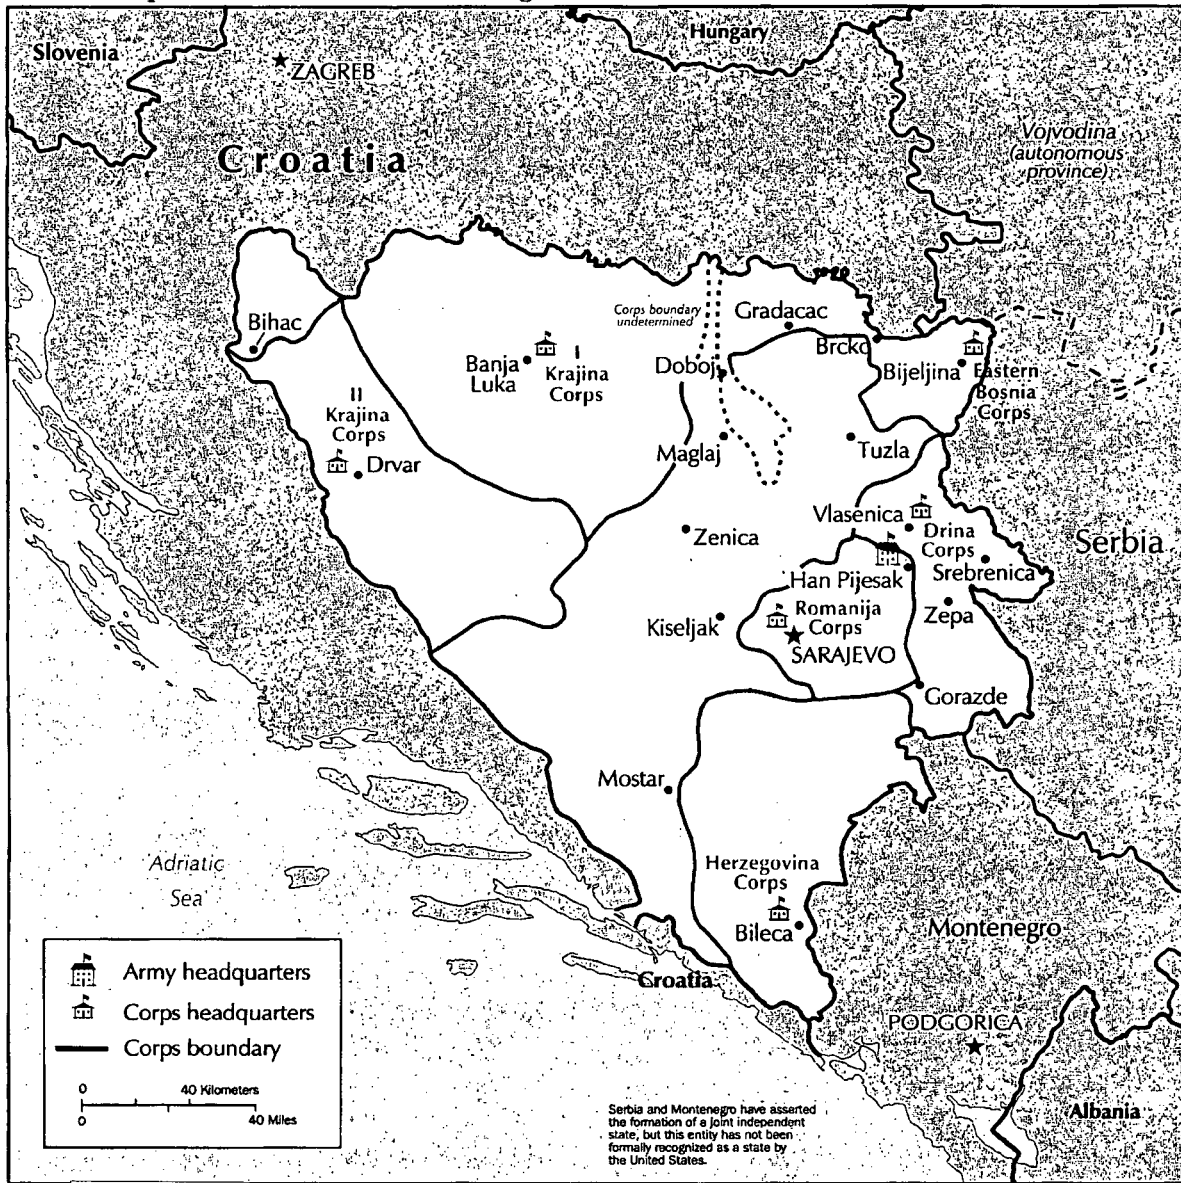 Slovenia
Hungary
ZAGREB
Croatia
Vojvodina
(autonomous
province)
Bihac
Corps boundary
undetermined
Gradacac
Brcko
Banja
Luka
I
Krajina
Corps
Doboj
Bijeljina
Eastern
Bosnia
Corps
II
Krajina
Corps
Drvar
Maglaj
Tuzla
Vlasenica
Drina
Corps
Zenica
Serbia
Han Pijesak
Srebrenica
Zepa
Kiseljak
Romanija
Corps
SARAJEVO
Gorazde
Mostar
Adriatic
Sea
Herzegovina
Corps
Bileca
Montenegro
Croatia
PODGORICA
Albania
Army headquarters
Corps headquarters
Corps boundary
0 40 Kilometers
0 40 Miles
Serbia and Montenegro have asserted
the formation of a joint independent
state, but this entity has not been
formally recognized as a state by
the United States.